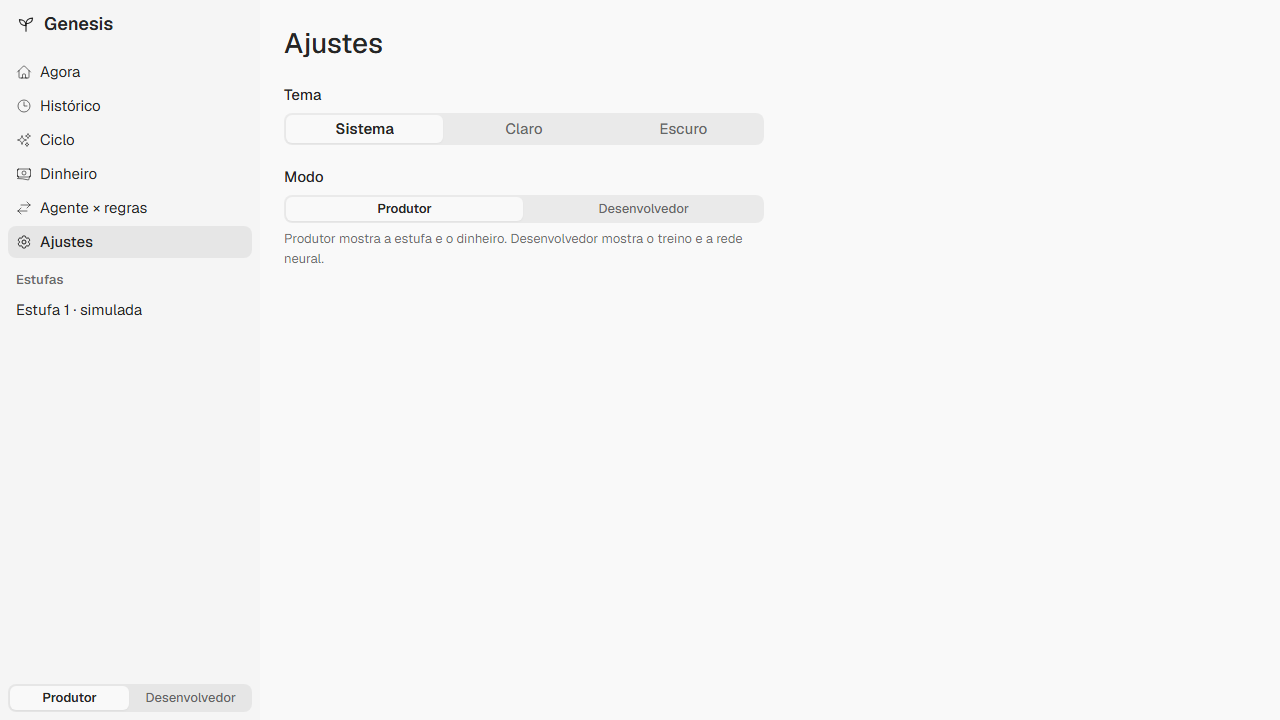 Genesis
Agora
Histórico
Ciclo
Dinheiro
Agente × regras
Ajustes
Estufas
Estufa 1 · simulada
Produtor
Desenvolvedor
Ajustes
Tema
Sistema
Claro
Escuro
Modo
Produtor
Desenvolvedor
Produtor mostra a estufa e o dinheiro. Desenvolvedor mostra o treino e a rede
neural.